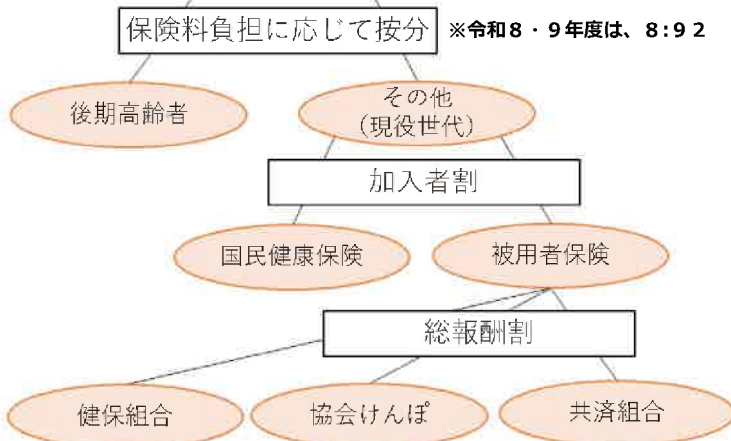 保険料負担に応じて按分 ※令和8・9年度は、8:92
後期高齢者
その他
（現役世代）
加入者割
国民健康保険
被用者保険
総報酬割
健保組合
協会けんぽ
共済組合